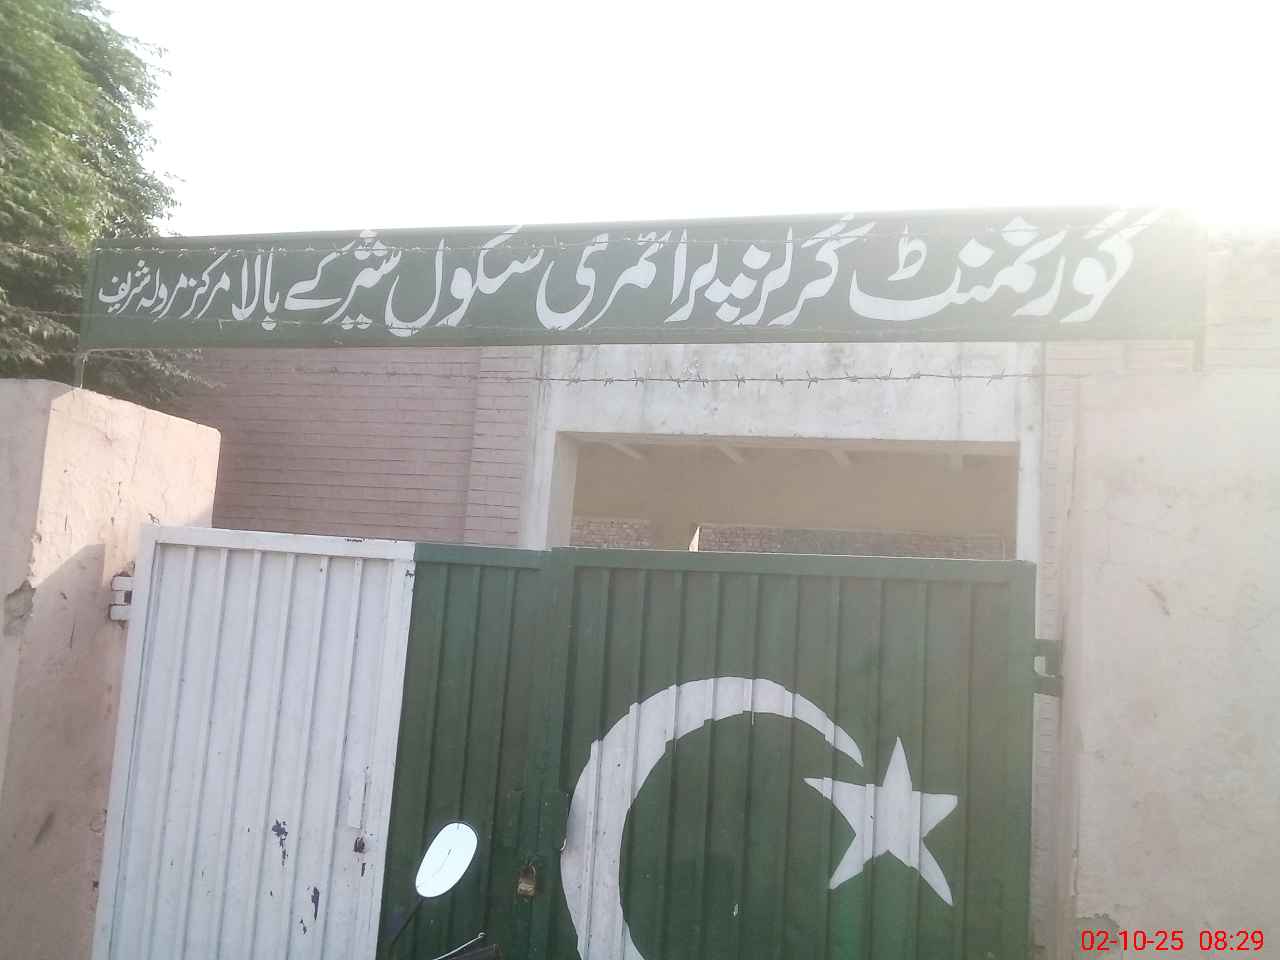 گورنمنٹ گرلز پرائمری سکول شیر کے بالا مرکز مرولہ شریف
02-10-25 08:29